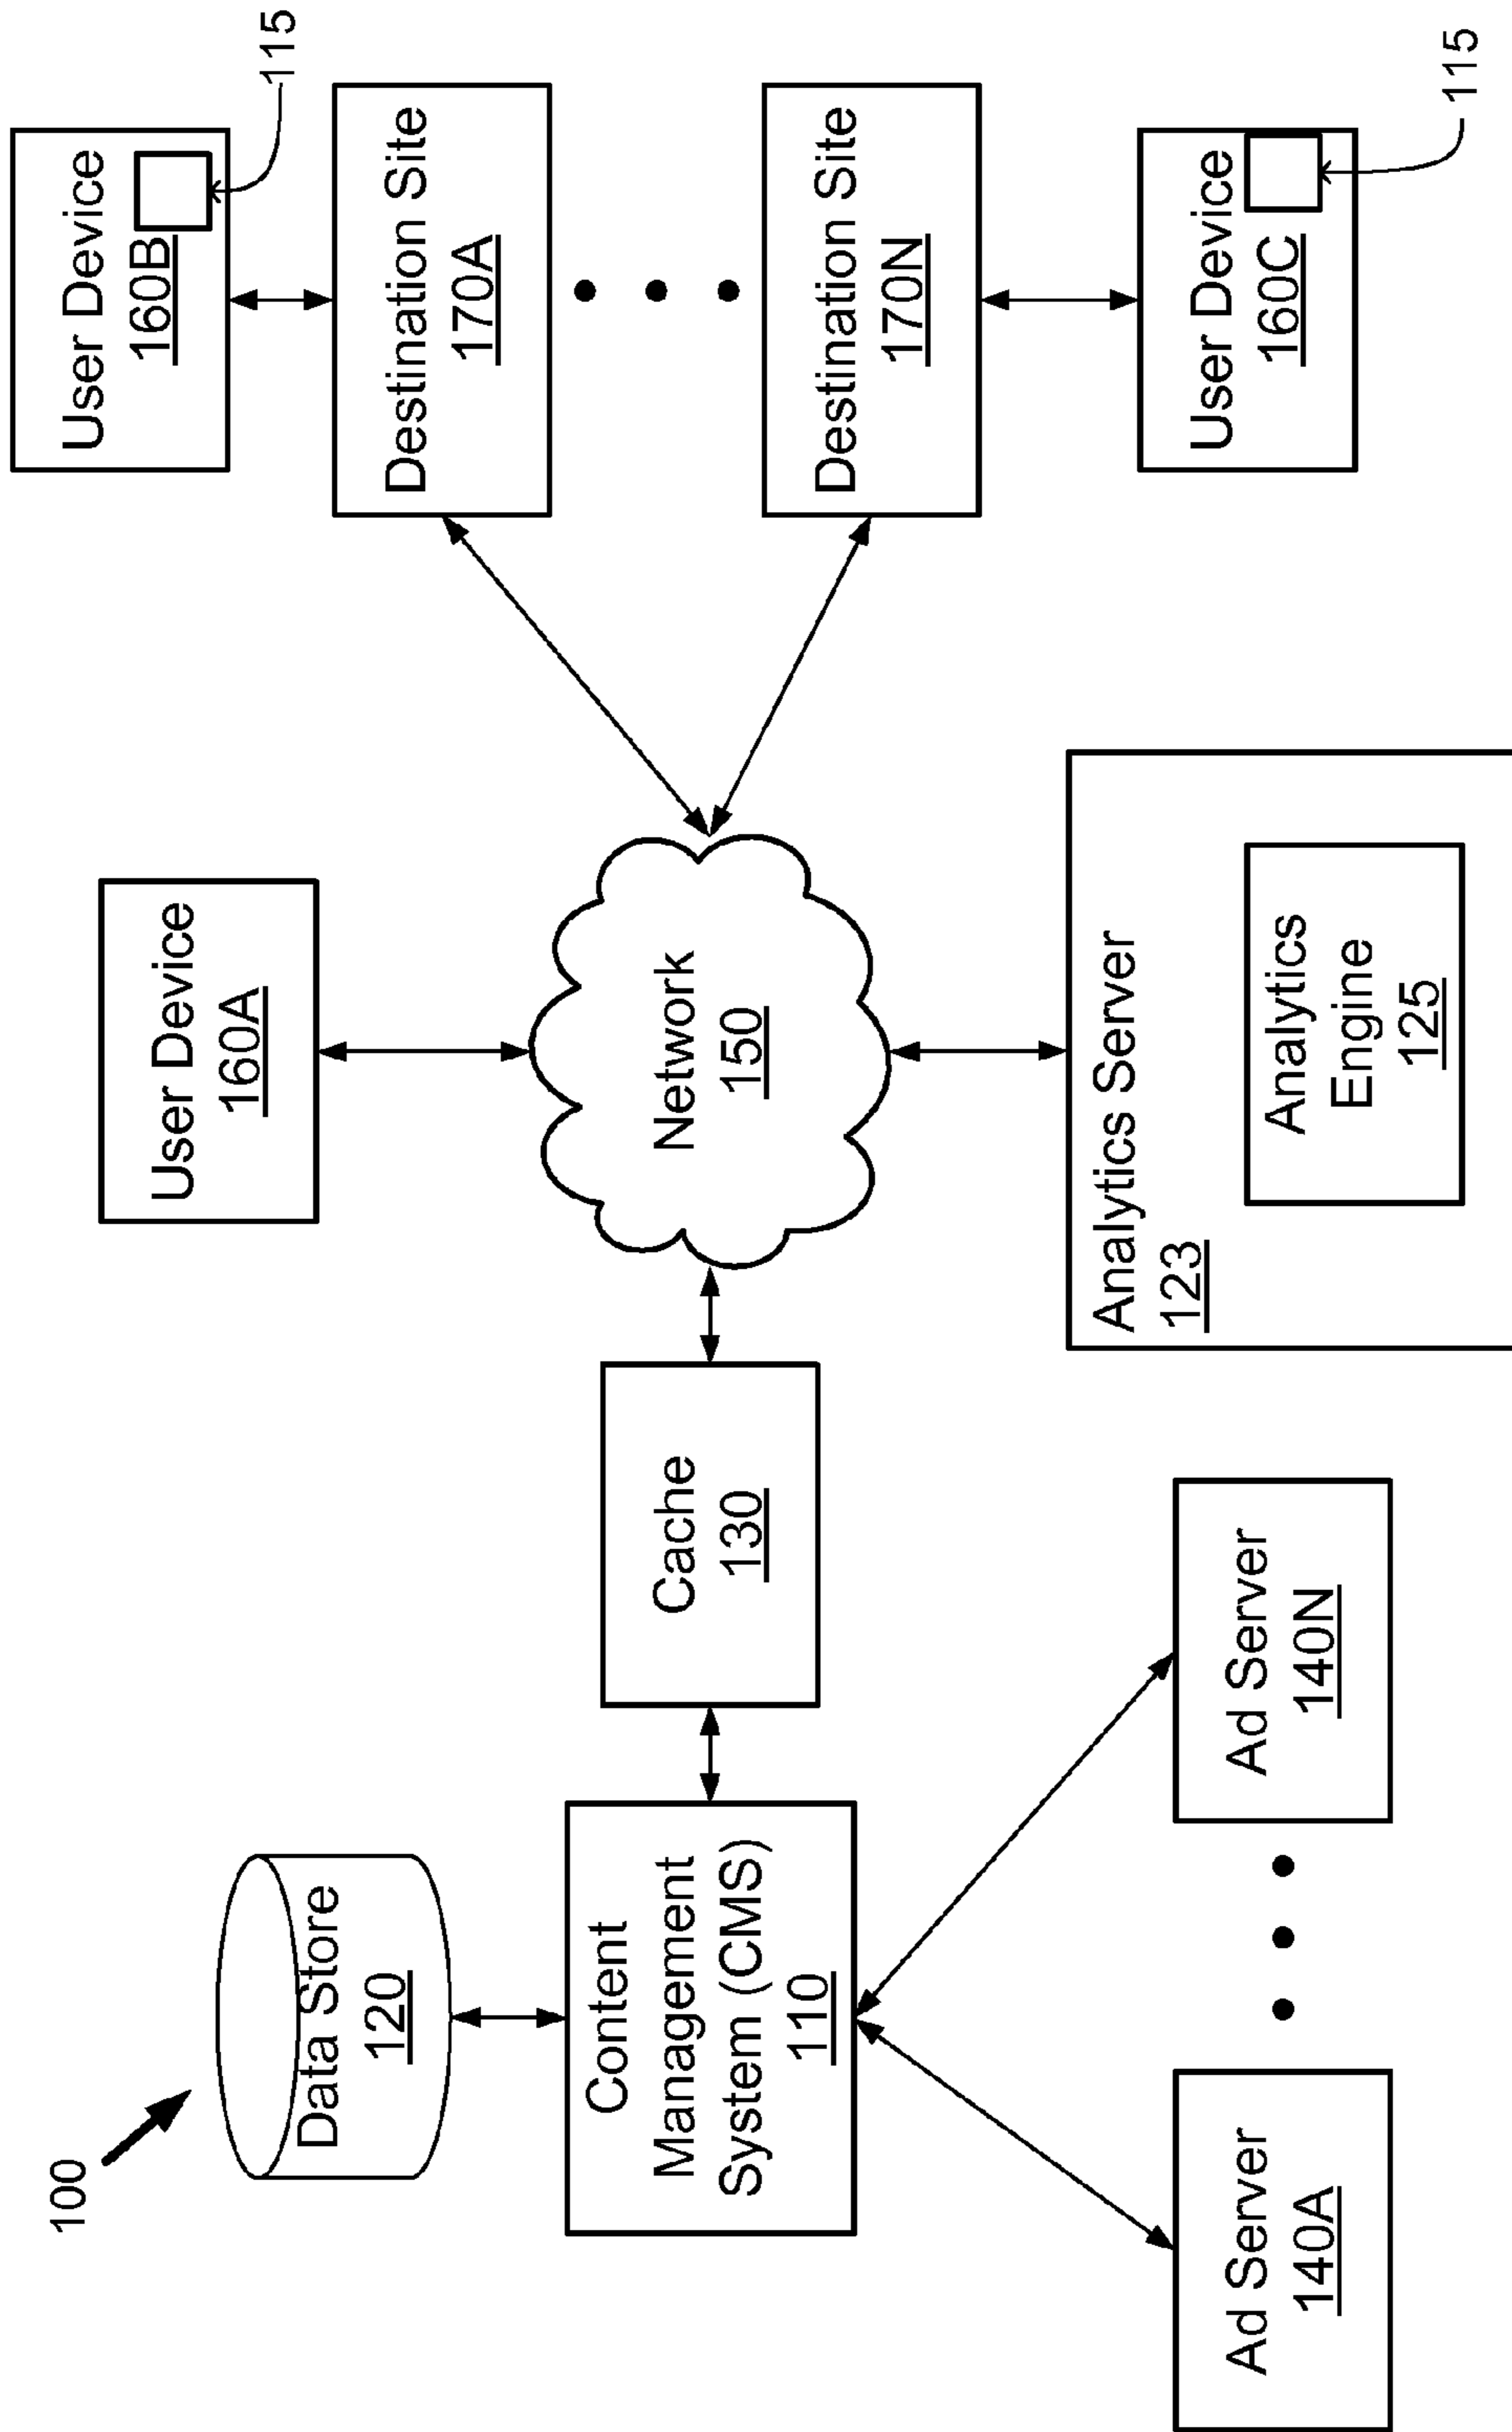 100
Data Store
120
Content
Management
System (CMS)
110
Ad Server
140A
Ad Server
140N
Cache
130
User Device
160A
Network
150
Analytics Server
123
Analytics
Engine
125
User Device
160B
115
Destination Site
170A
Destination Site
170N
User Device
160C
115